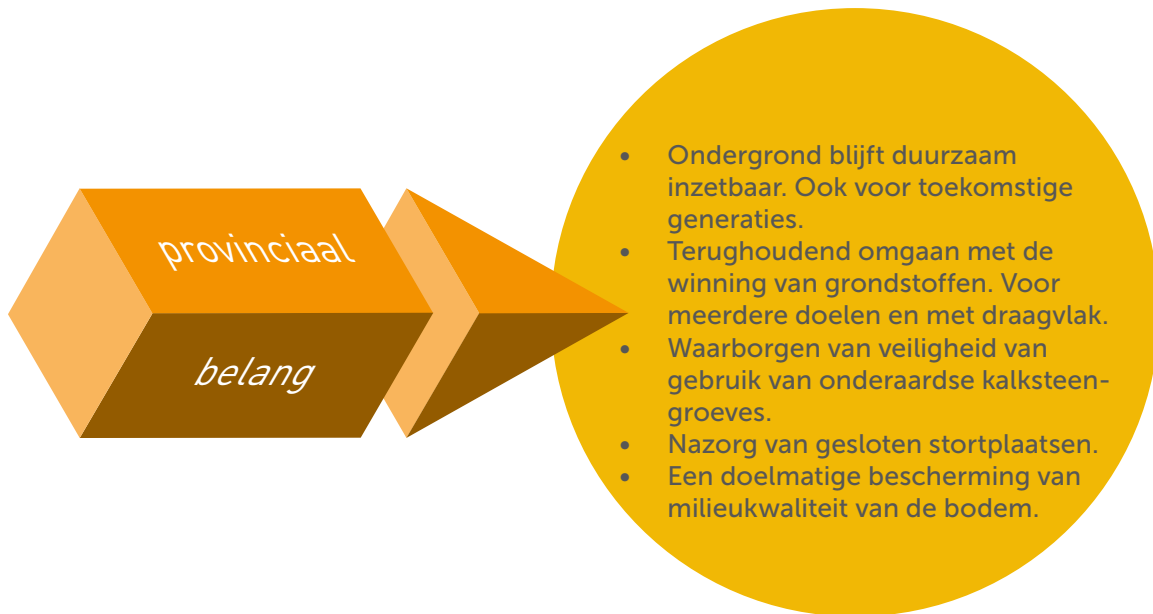 provinciaal
belang
• Ondergrond blijft duurzaam
inzetbaar. Ook voor toekomstige
generaties.
• Terughoudend omgaan met de
winning van grondstoffen. Voor
meerdere doelen en met draagvlak.
• Waarborgen van veiligheid van
gebruik van onderaardse kalksteen-
groeves.
• Nazorg van gesloten stortplaatsen.
• Een doelmatige bescherming van
milieukwaliteit van de bodem.